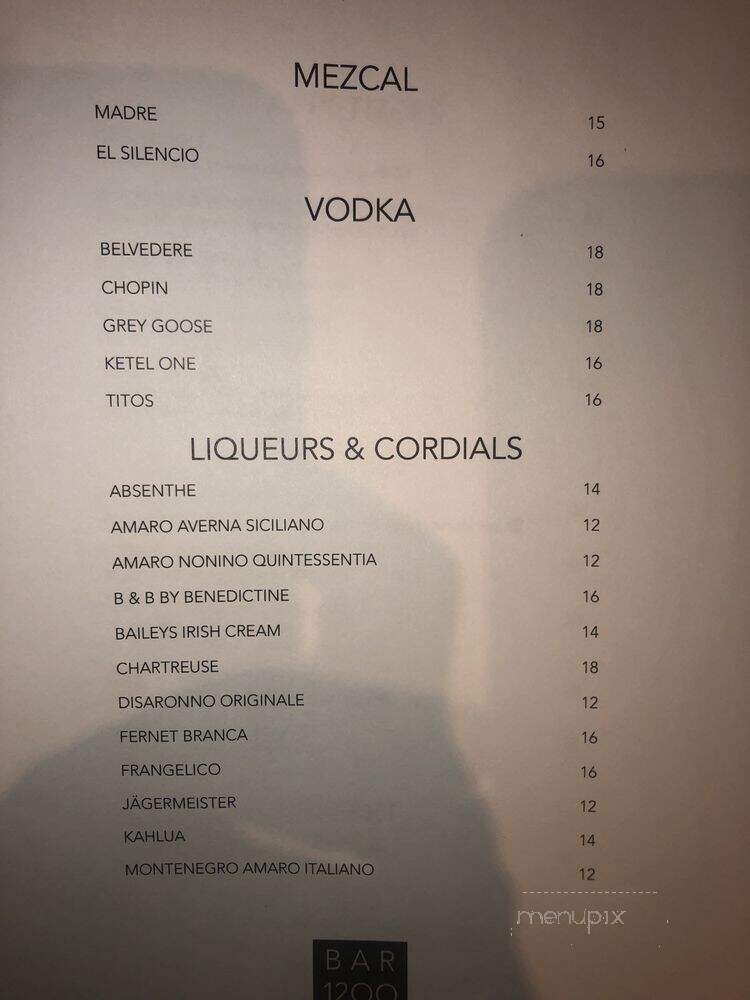 MEZCAL
MADRE 15
EL SILENCIO 16
VODKA
BELVEDERE 18
CHOPIN 18
GREY GOOSE 18
KETEL ONE 16
TITOS 16
LIQUEURS & CORDIALS
ABSENTHE 14
AMARO AVERNA SICILIANO 12
AMARO NONINO QUINTESSENTIA 12
B & B BY BENEDICTINE 16
BAILEYS IRISH CREAM 14
CHARTREUSE 18
DISARONNO ORIGINALE 12
FERNET BRANCA 16
FRANGELICO 16
JÄGERMEISTER 12
KAHLUA 14
MONTENEGRO AMARO ITALIANO 12
menupix
BAR
1200